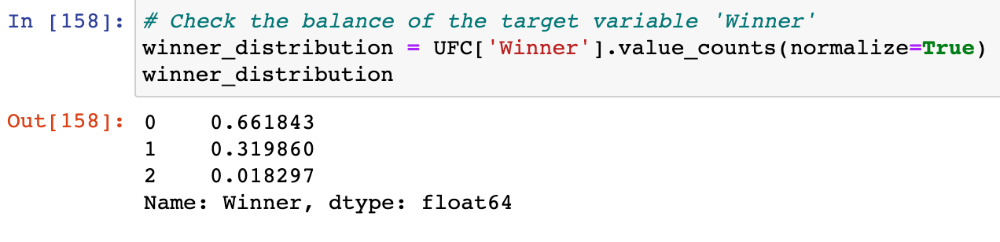 In [158]: # Check the balance of the target variable 'Winner'
winner_distribution = UFC['Winner'].value_counts(normalize=True)
winner_distribution
Out[158]: 0    0.661843
1    0.319860
2    0.018297
Name: Winner, dtype: float64